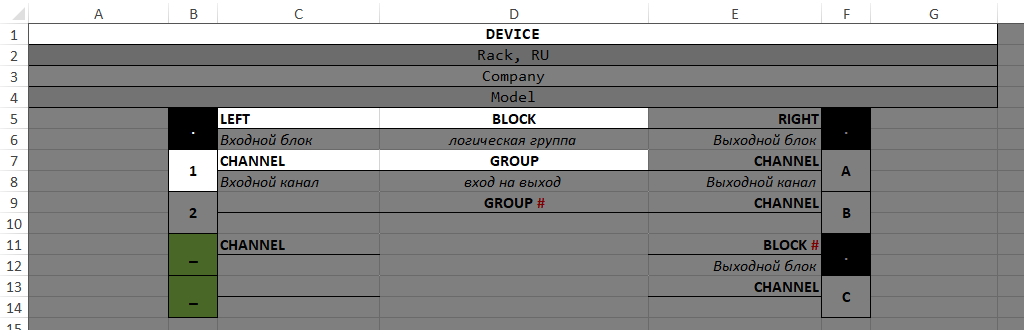 A B C D E F G
1 DEVICE
2 Rack, RU
3 Company
4 Model
5 . LEFT BLOCK RIGHT .
6 Входной блок логическая группа Выходной блок
7 1 CHANNEL GROUP CHANNEL A
8 Входной канал вход на выход Выходной канал
9 2 GROUP # CHANNEL B
10
11 _ CHANNEL BLOCK # .
12 Выходной блок
13 _ CHANNEL C
14
15